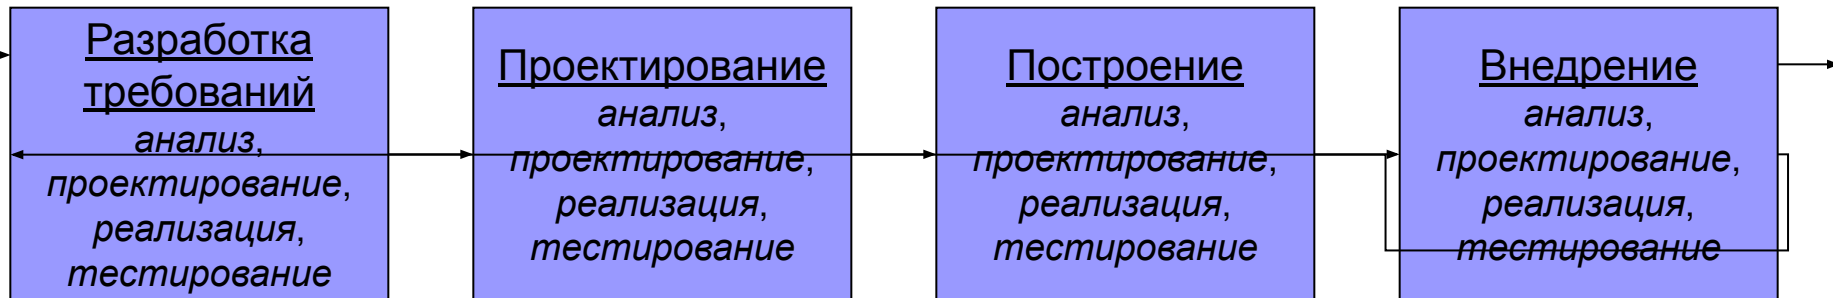 Разработка
требований
анализ,
проектирование,
реализация,
тестирование
Проектирование
анализ,
проектирование,
реализация,
тестирование
Построение
анализ,
проектирование,
реализация,
тестирование
Внедрение
анализ,
проектирование,
реализация,
тестирование